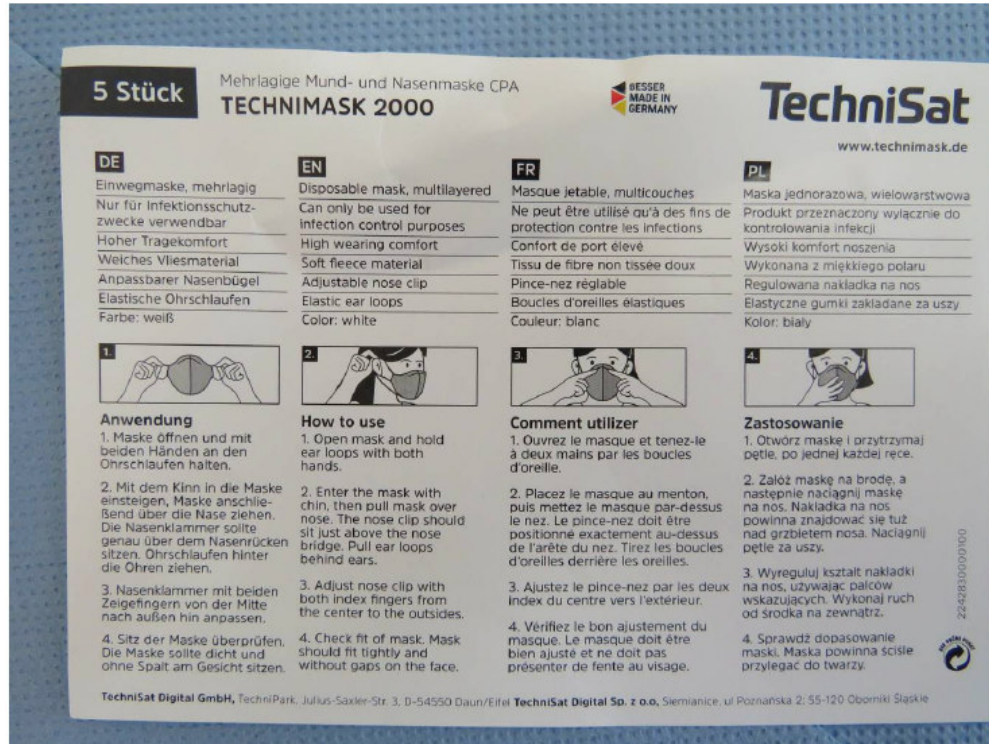 5 Stück
Mehrlagige Mund- und Nasenmaske CPA
TECHNIMASK 2000
BESSER
MADE IN
GERMANY
TechniSat
www.technimask.de
DE
Einwegmaske, mehrlagig
Nur für Infektionsschutz-
zwecke verwendbar
Hoher Tragekomfort
Weiches Vliesmaterial
Anpassbarer Nasenbügel
Elastische Ohrschlaufen
Farbe: weiß
EN
Disposable mask, multilayered
Can only be used for
infection control purposes
High wearing comfort
Soft fleece material
Adjustable nose clip
Elastic ear loops
Color: white
FR
Masque jetable, multicouches
Ne peut être utilisé qu'à des fins de
protection contre les infections
Confort de port élevé
Tissu de fibre non tissée doux
Pince-nez réglable
Boucles d'oreilles élastiques
Couleur: blanc
PL
Maska jednorazowa, wielowarstwowa
Produkt przeznaczony wyłącznie do
kontrolowania infekcji
Wysoki komfort noszenia
Wykonana z miękkiego polaru
Regulowana nakładka na nos
Elastyczne gumki zakładane za uszy
Kolor: biały
1.
2.
3.
4.
Anwendung
1. Maske öffnen und mit
beiden Händen an den
Ohrschlaufen halten.
2. Mit dem Kinn in die Maske
einsteigen, Maske anschlie-
ßend über die Nase ziehen.
Die Nasenklammer sollte
genau über dem Nasenrücken
sitzen. Ohrschlaufen hinter
die Ohren ziehen.
3. Nasenklammer mit beiden
Zeigefingern von der Mitte
nach außen hin anpassen.
4. Sitz der Maske überprüfen.
Die Maske sollte dicht und
ohne Spalt am Gesicht sitzen.
How to use
1. Open mask and hold
ear loops with both
hands.
2. Enter the mask with
chin, then pull mask over
nose. The nose clip should
sit just above the nose
bridge. Pull ear loops
behind ears.
3. Adjust nose clip with
both index fingers from
the center to the outsides.
4. Check fit of mask. Mask
should fit tightly and
without gaps on the face.
Comment utilizer
1. Ouvrez le masque et tenez-le
à deux mains par les boucles
d'oreille.
2. Placez le masque au menton,
puis mettez le masque par-dessus
le nez. Le pince-nez doit être
positionné exactement au-dessus
de l'arête du nez. Tirez les boucles
d'oreilles derrière les oreilles.
3. Ajustez le pince-nez par les deux
index du centre vers l'extérieur.
4. Vérifiez le bon ajustement du
masque. Le masque doit être
bien ajusté et ne doit pas
présenter de fente au visage.
Zastosowanie
1. Otwórz maskę i przytrzymaj
pętle, po jednej każdej ręce.
2. Załóż maskę na brodę, a
następnie naciągnij maskę
na nos. Nakładka na nos
powinna znajdować się tuż
nad grzbietem nosa. Naciągnij
pętle za uszy.
3. Wyreguluj kształt nakładki
na nos, używając palców
wskazujących. Wykonaj ruch
od środka na zewnątrz.
4. Sprawdź dopasowanie
maski. Maska powinna ściśle
przylegać do twarzy.
2242830000100
TechniSat Digital GmbH, TechniPark, Julius-Saxler-Str. 3, D-54550 Daun/Eifel TechniSat Digital Sp. z o.o, Siemianice, ul Poznańska 2, 55-120 Oborniki Śląskie